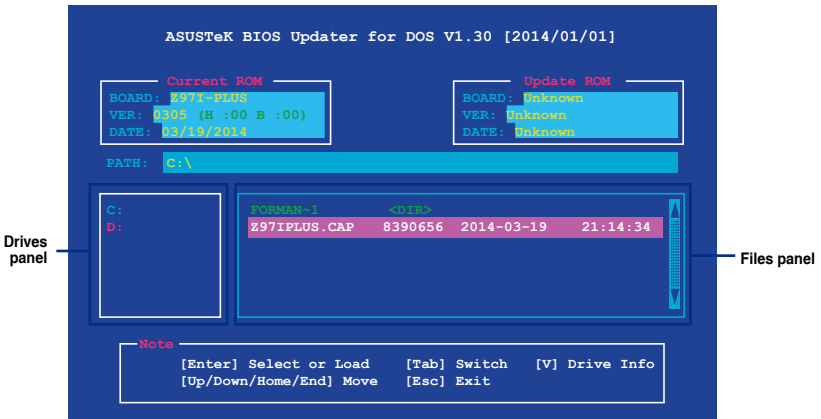 ASUSTeK BIOS Updater for DOS V1.30 [2014/01/01]
Current ROM
BOARD: Z97I-PLUS
VER: 0305 (H :00 B :00)
DATE: 03/19/2014
Update ROM
BOARD: Unknown
VER: Unknown
DATE: Unknown
PATH: C:\
Drives
panel
C:
D:
FORMAN~1 <DIR>
Z97IPLUS.CAP 8390656 2014-03-19 21:14:34
Files panel
Note
[Enter] Select or Load [Tab] Switch [V] Drive Info
[Up/Down/Home/End] Move [Esc] Exit